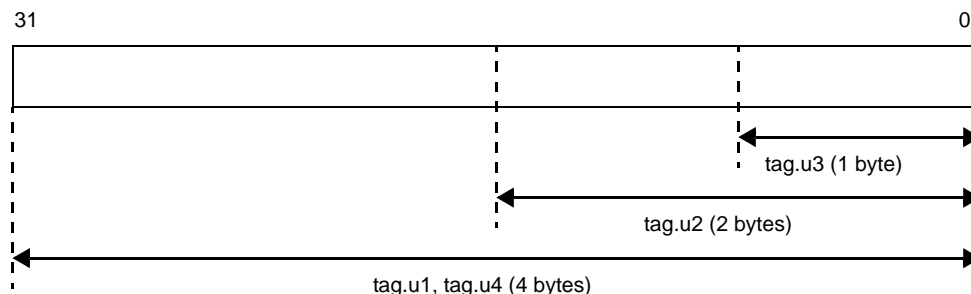 31 0
tag.u3 (1 byte)
tag.u2 (2 bytes)
tag.u1, tag.u4 (4 bytes)